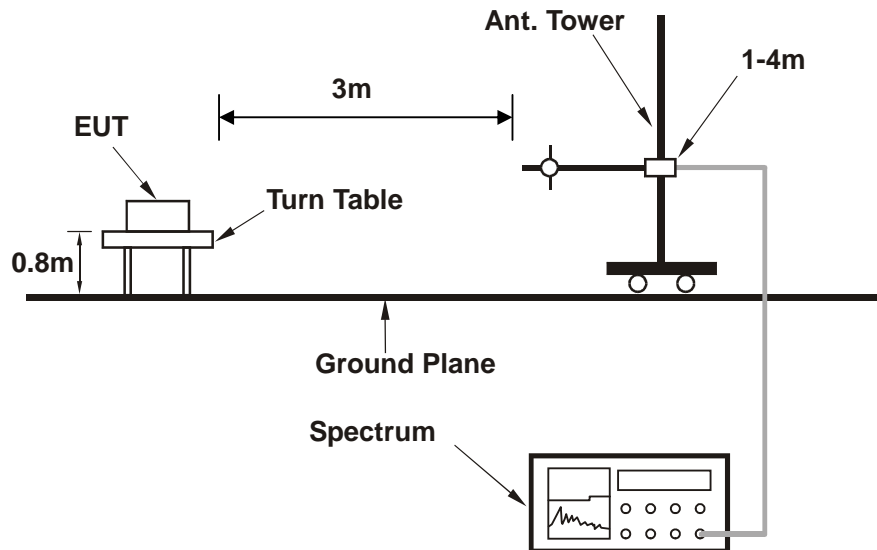 Ant. Tower
1-4m
3m
EUT
Turn Table
0.8m
Ground Plane
Spectrum